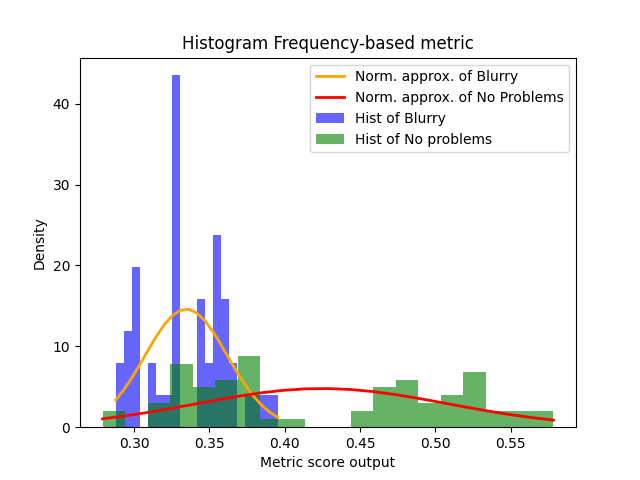 Histogram Frequency-based metric
Norm. approx. of Blurry
Norm. approx. of No Problems
Hist of Blurry
Hist of No problems
Density
40
30
20
10
0
0.30 0.35 0.40 0.45 0.50 0.55
Metric score output